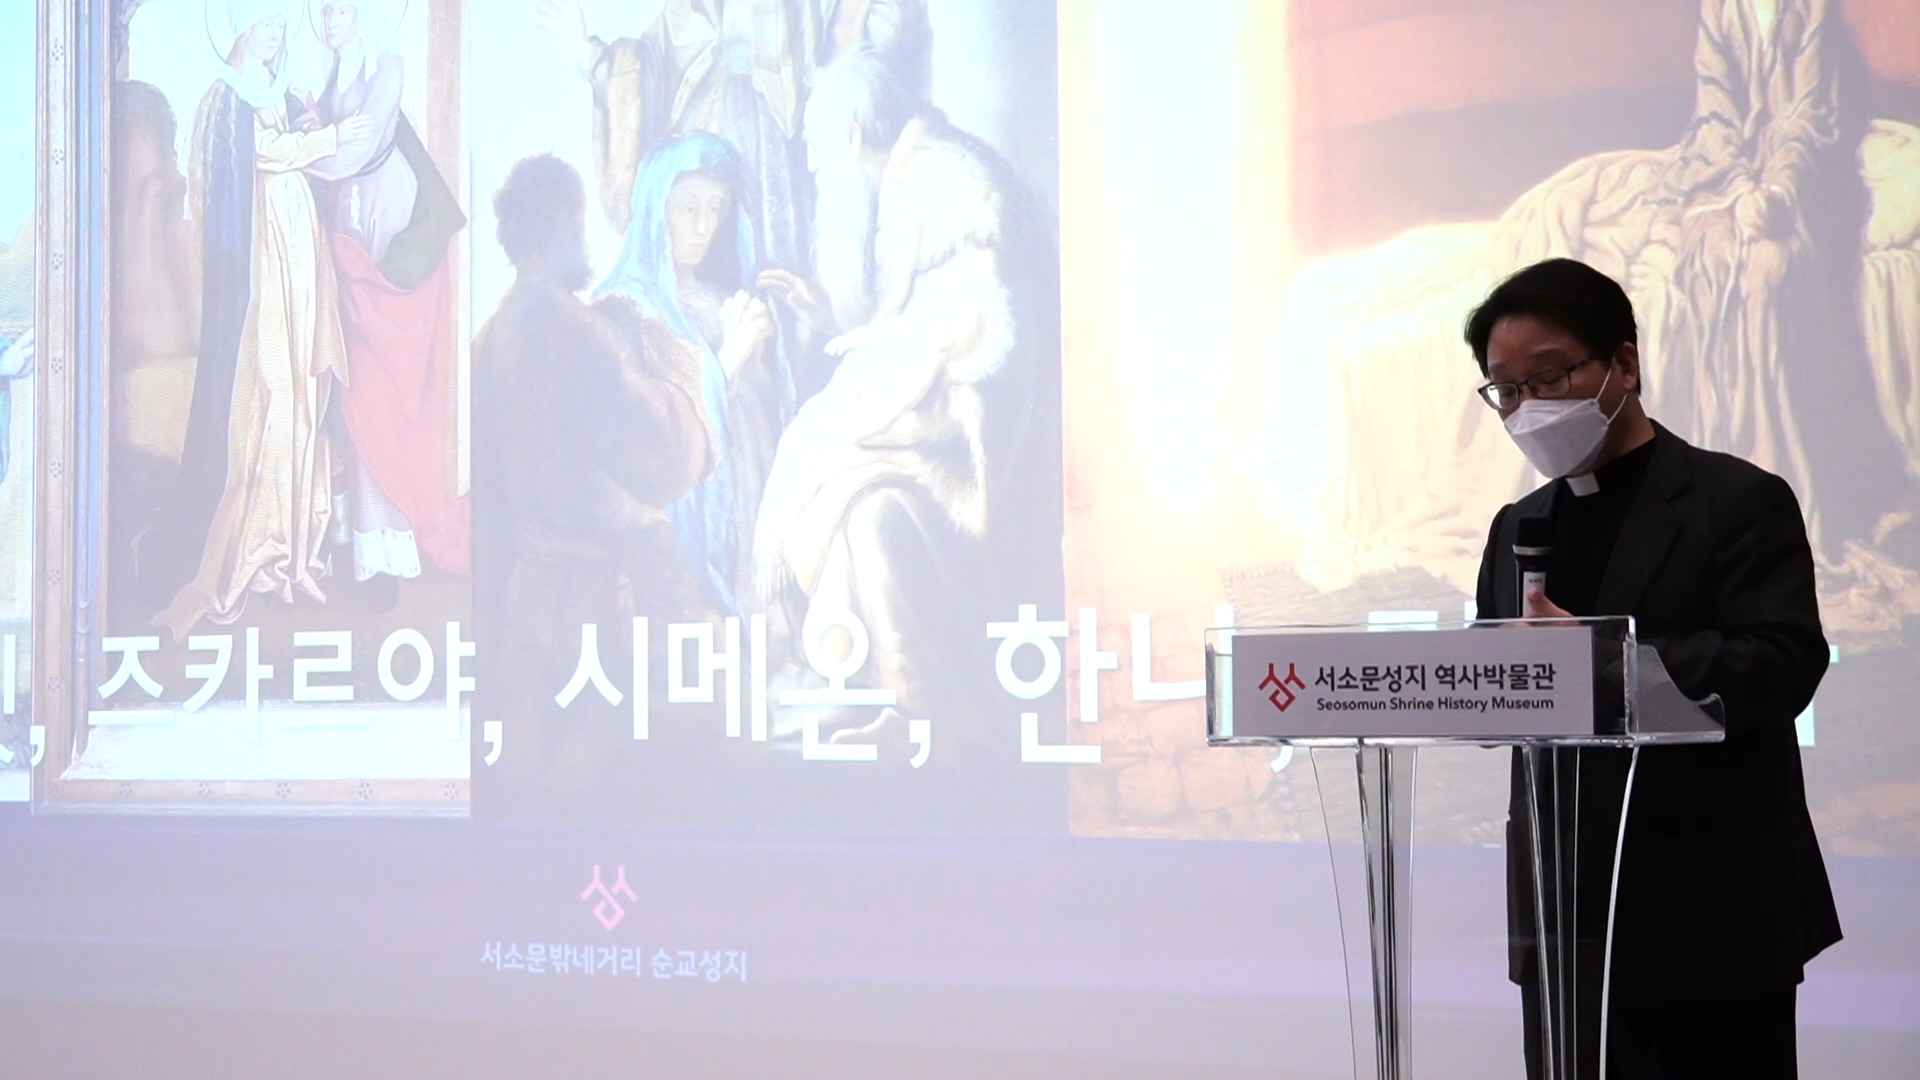 즈카르야, 시메온, 한나,
서소문성지 역사박물관
Seosomun Shrine History Museum
서소문밖네거리 순교성지